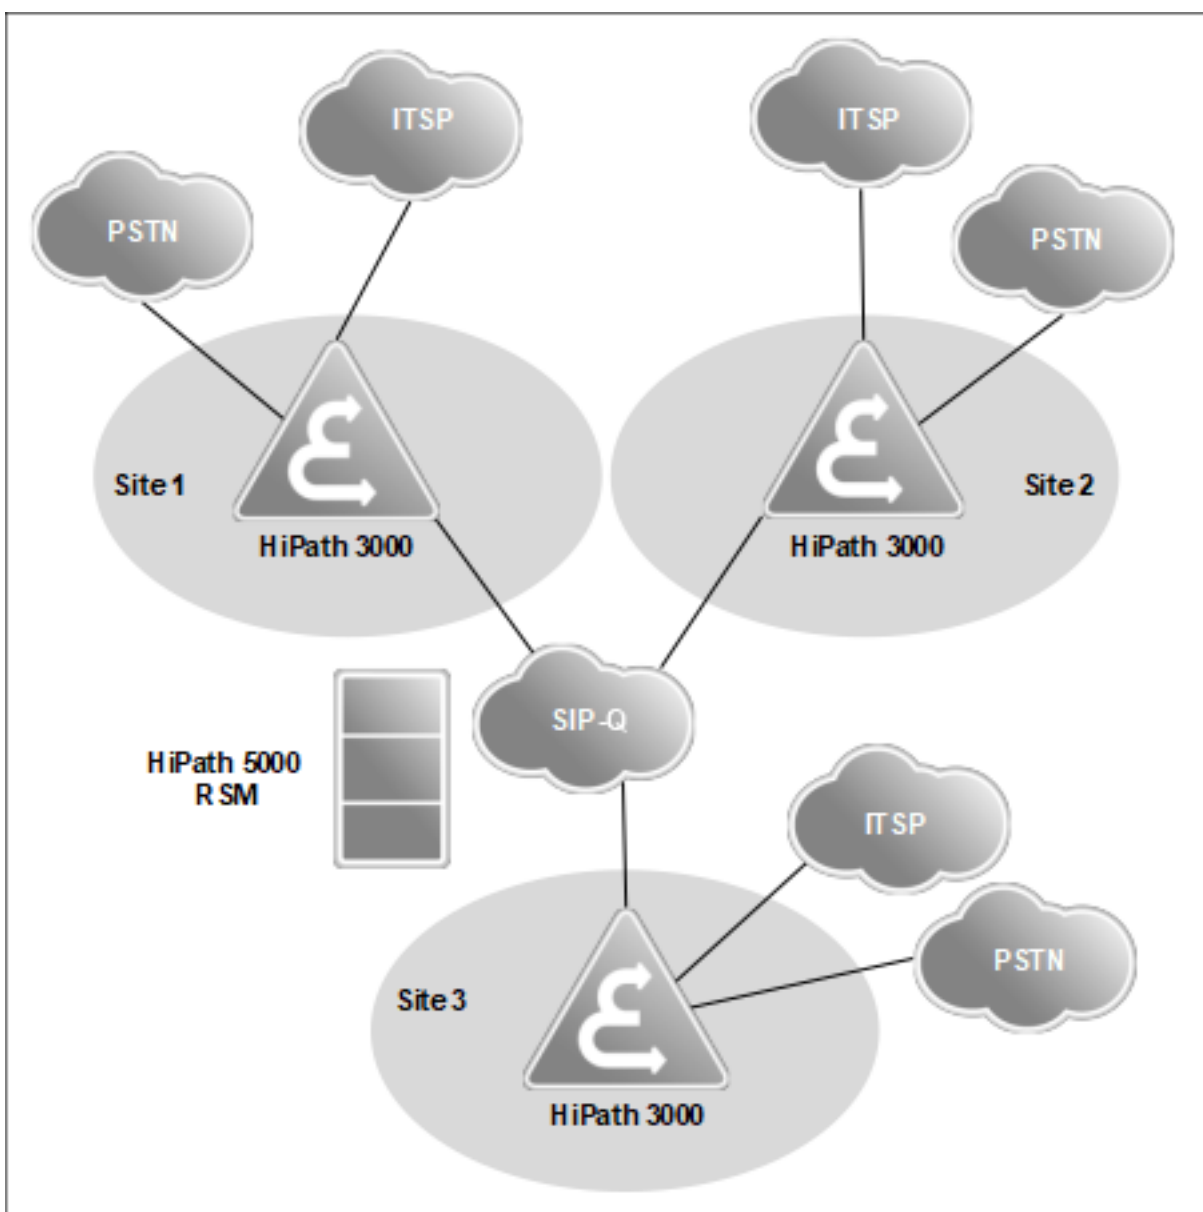 ITSP
ITSP
PSTN
PSTN
Site 1
Site 2
HiPath 3000
HiPath 3000
SIP-Q
HiPath 5000
RSM
ITSP
PSTN
Site 3
HiPath 3000